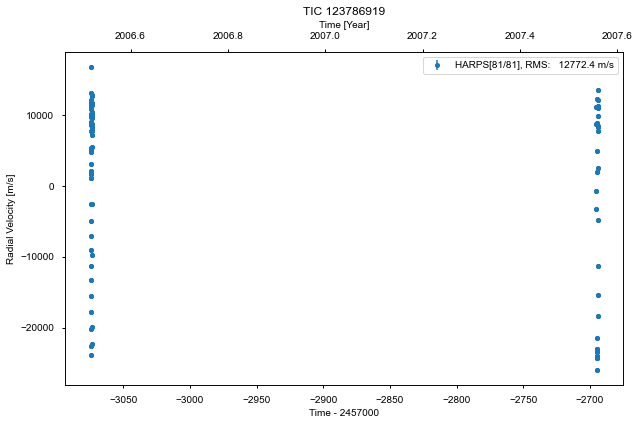 TIC 123786919
Time [Year]
2006.6 2006.8 2007.0 2007.2 2007.4 2007.6
HARPS[81/81], RMS: 12772.4 m/s
10000
0
−10000
−20000
Radial Velocity [m/s]
−3050 −3000 −2950 −2900 −2850 −2800 −2750 −2700
Time - 2457000